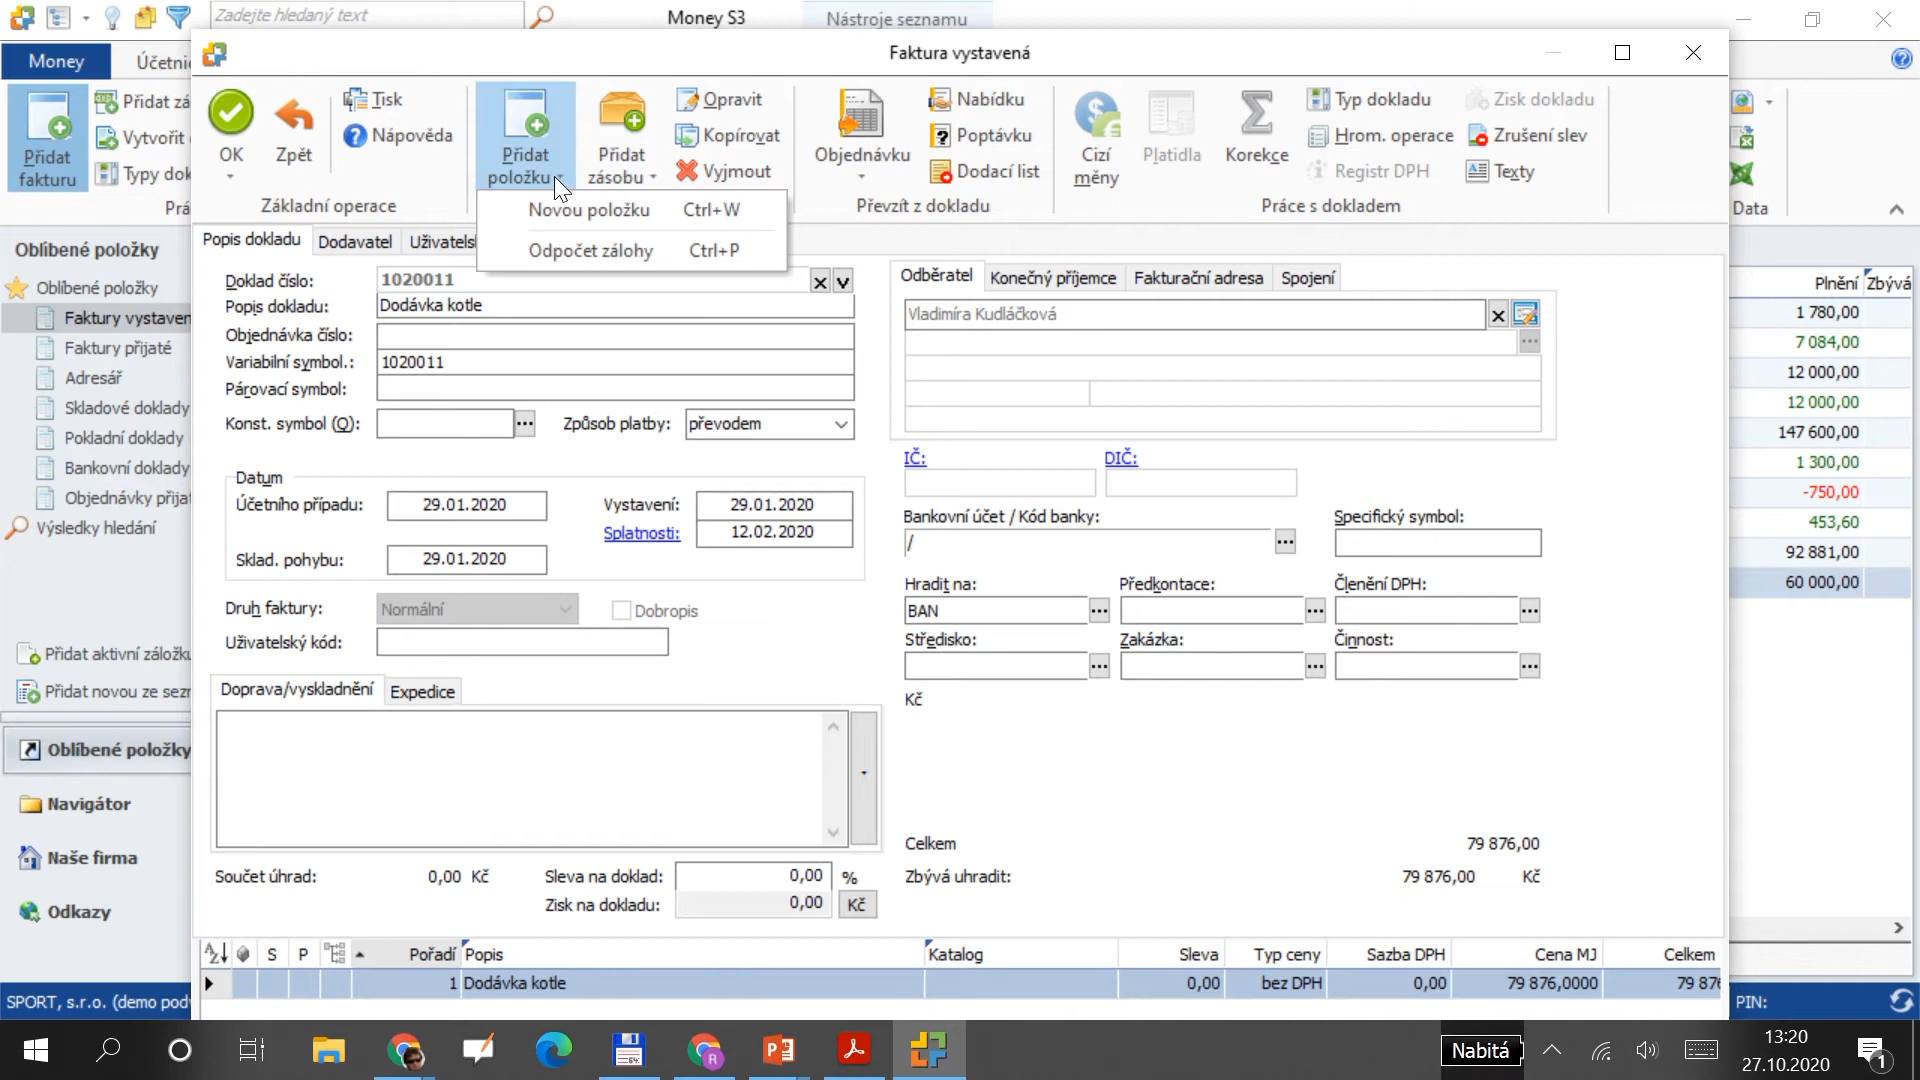 Zadejte hledaný text
Money S3
Nástroje seznamu
Faktura vystavená
Money
Účetni
Přidat fakturu
Přidat zá
Vytvořit
Typy dok
Prá
OK
Zpět
Tisk
Nápověda
Základní operace
Přidat položku
Přidat zásobu
Opravit
Kopírovat
Vyjmout
Novou položku Ctrl+W
Odpočet zálohy Ctrl+P
Objednávku
Nabídku
Poptávku
Dodací list
Převzít z dokladu
Cizí měny
Platidla
Korekce
Typ dokladu
Hrom. operace
Registr DPH
Zisk dokladu
Zrušení slev
Texty
Práce s dokladem
Data
Oblíbené položky
Oblíbené položky
Faktury vystaven
Faktury přijaté
Adresář
Skladové doklady
Pokladní doklady
Bankovní doklady
Objednávky přijat
Výsledky hledání
Přidat aktivní záložku
Přidat novou ze sezn
Oblíbené položky
Navigátor
Naše firma
Odkazy
Popis dokladu
Dodavatel
Uživatelsk
Doklad číslo: 1020011
Popis dokladu: Dodávka kotle
Objednávka číslo:
Variabilní symbol.: 1020011
Párovací symbol:
Konst. symbol (Q): Způsob platby: převodem
Datum
Účetního případu: 29.01.2020 Vystavení: 29.01.2020
Splatnosti: 12.02.2020
Sklad. pohybu: 29.01.2020
Druh faktury: Normální Dobropis
Uživatelský kód:
Doprava/vyskladnění Expedice
Součet úhrad: 0,00 Kč Sleva na doklad: 0,00 %
Zisk na dokladu: 0,00 Kč
Odběratel Konečný příjemce Fakturační adresa Spojení
Vladimíra Kudláčková
IČ: DIČ:
Bankovní účet / Kód banky: Specifický symbol:
/
Hradit na: Předkontace: Členění DPH:
BAN
Středisko: Zakázka: Činnost:
Kč
Celkem 79 876,00
Zbývá uhradit: 79 876,00 Kč
Plnění Zbývá
1 780,00
7 084,00
12 000,00
12 000,00
147 600,00
1 300,00
-750,00
453,60
92 881,00
60 000,00
S P Pořadí Popis Katalog Sleva Typ ceny Sazba DPH Cena MJ Celkem
1 Dodávka kotle 0,00 bez DPH 0,00 79 876,0000 79 876
SPORT, s.r.o. (demo podv
PIN:
Nabitá
13:20
27.10.2020
1